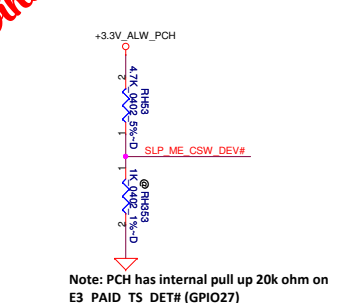 +3.3V_ALW_PCH
2
RH53
4.7K_0402_5%~D
1
SLP_ME_CSW_DEV#
1
@RH353
1K_0402_1%~D
2
Note: PCH has internal pull up 20k ohm on
E3_PAID_TS_DET# (GPIO27)